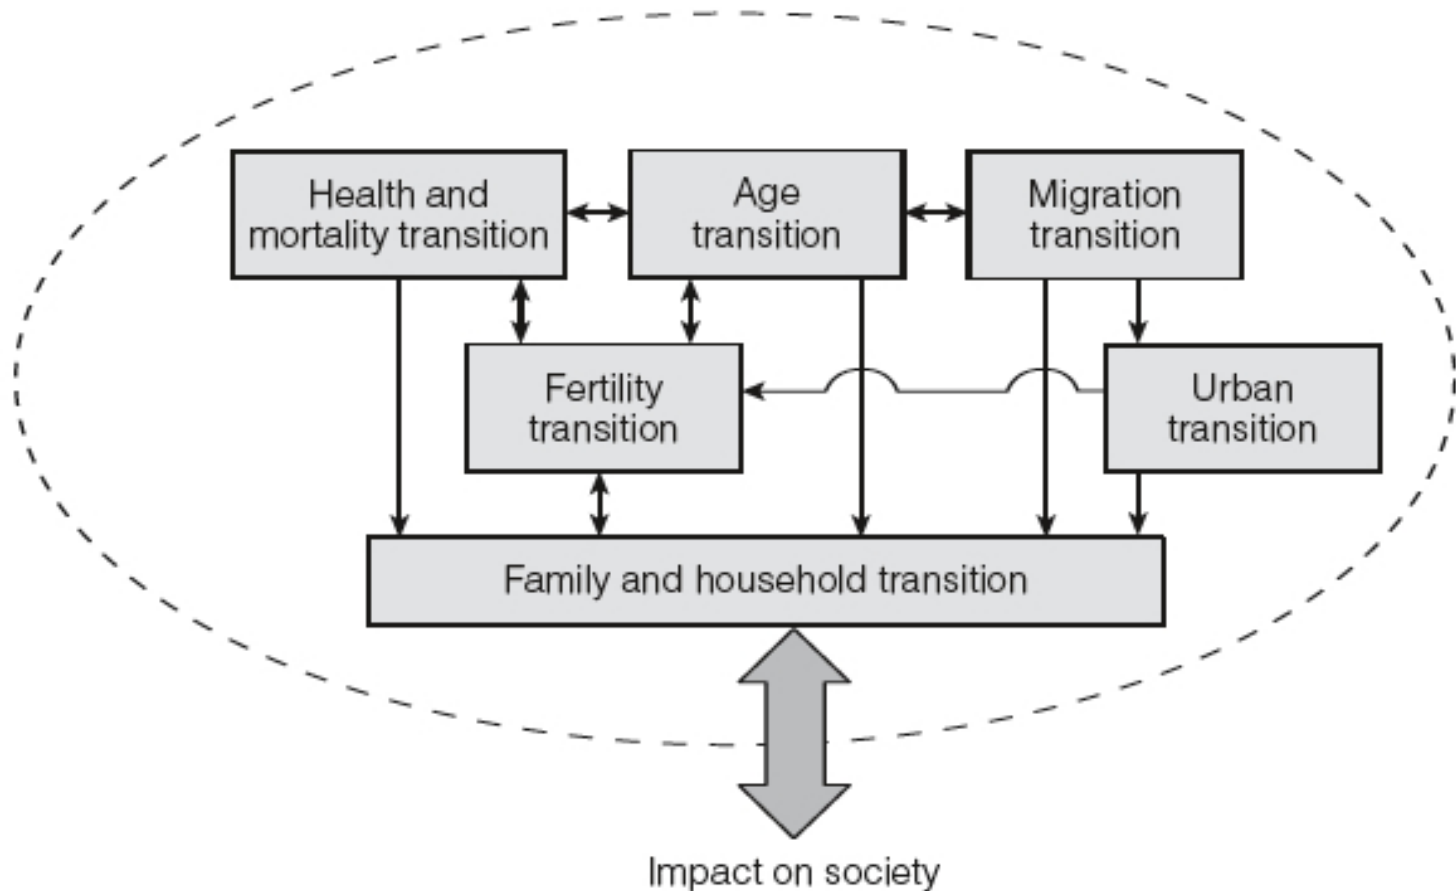 Health and
mortality transition
Age
transition
Migration
transition
Fertility
transition
Urban
transition
Family and household transition
Impact on society